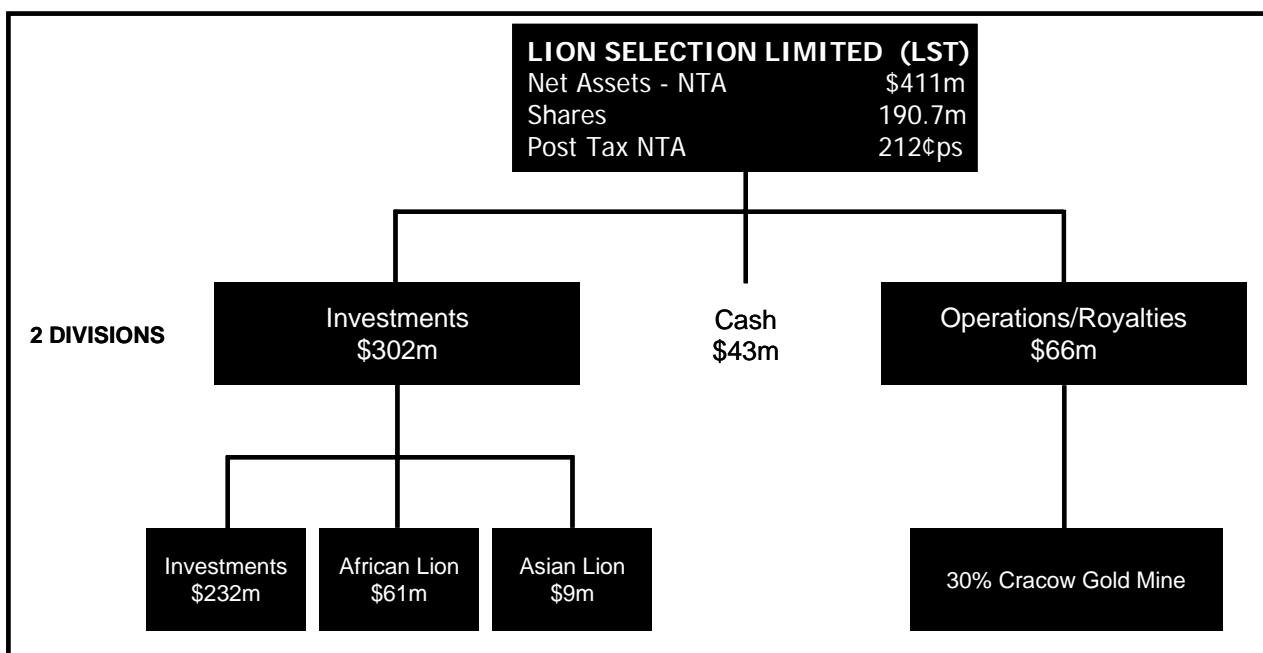 LION SELECTION LIMITED (LST)
Net Assets - NTA $411m
Shares 190.7m
Post Tax NTA 212¢ps
2 DIVISIONS
Investments
$302m
Cash
$43m
Operations/Royalties
$66m
Investments
$232m
African Lion
$61m
Asian Lion
$9m
30% Cracow Gold Mine